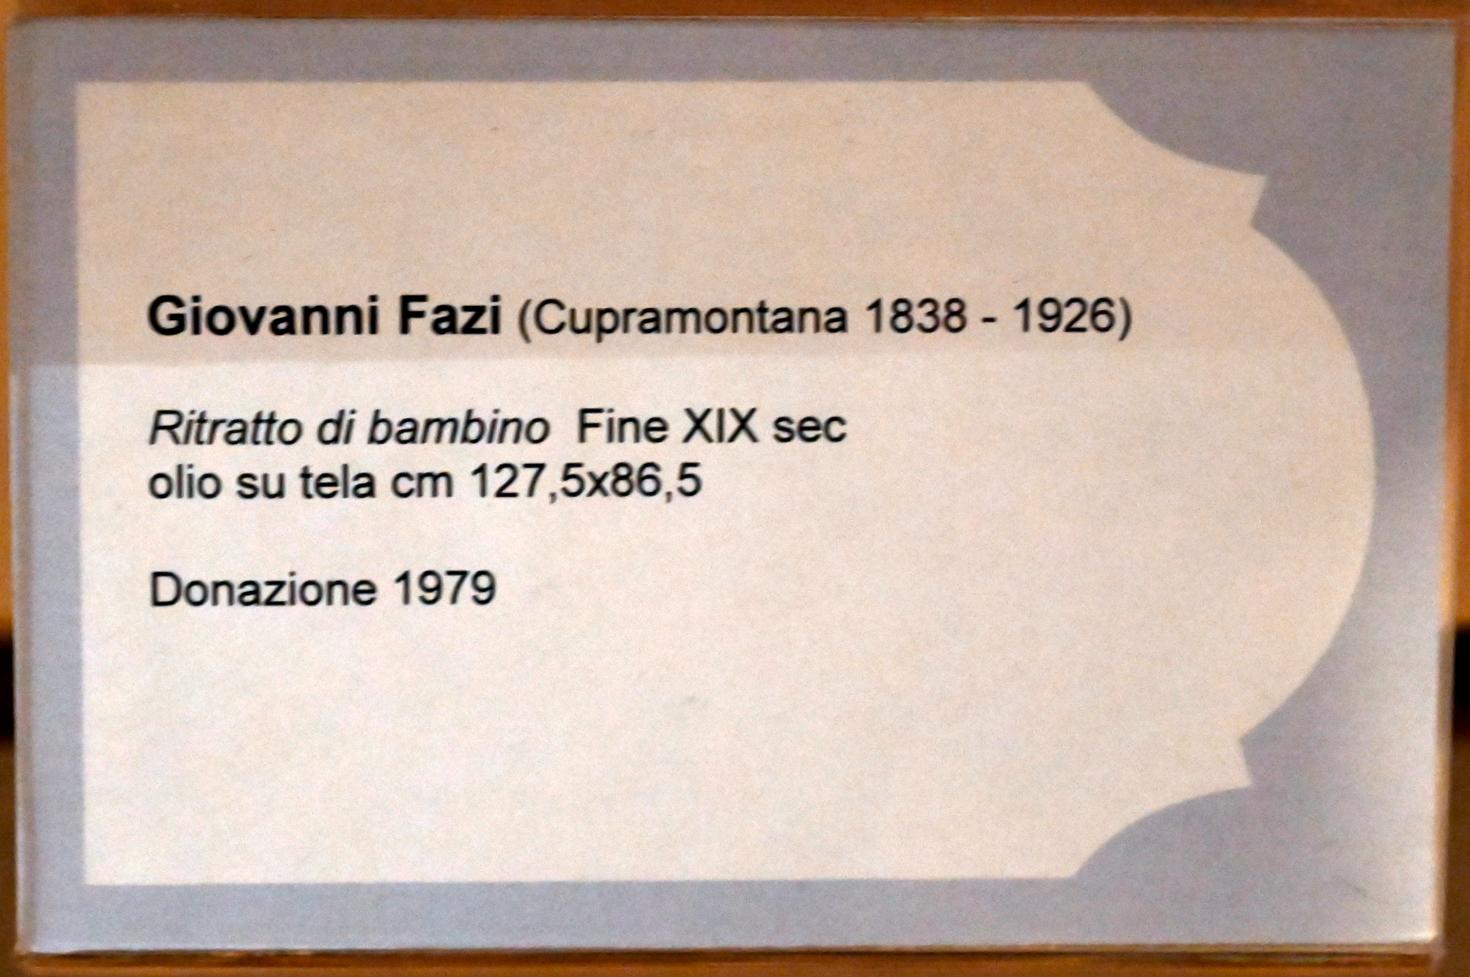 Giovanni Fazi (Cupramontana 1838 - 1926)
Ritratto di bambino Fine XIX sec
olio su tela cm 127,5x86,5
Donazione 1979